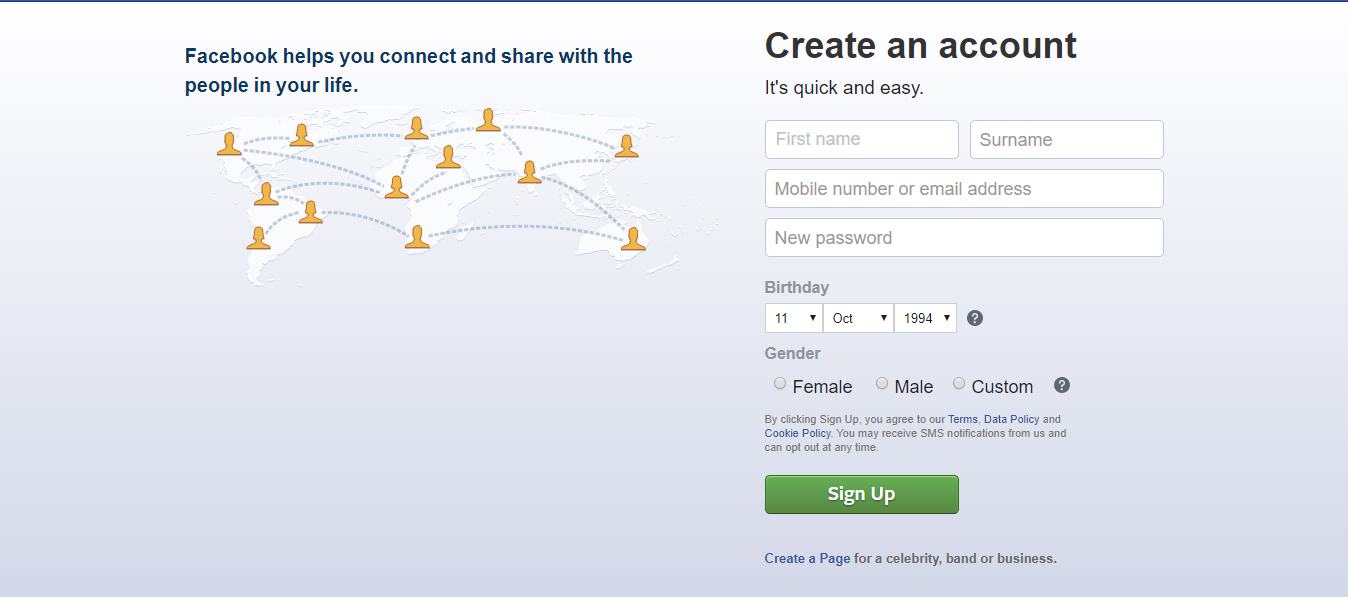 Facebook helps you connect and share with the
people in your life.
Create an account
It's quick and easy.
First name
Surname
Mobile number or email address
New password
Birthday
11 Oct 1994
Gender
Female Male Custom
By clicking Sign Up, you agree to our Terms, Data Policy and
Cookie Policy. You may receive SMS notifications from us and
can opt out at any time.
Sign Up
Create a Page for a celebrity, band or business.